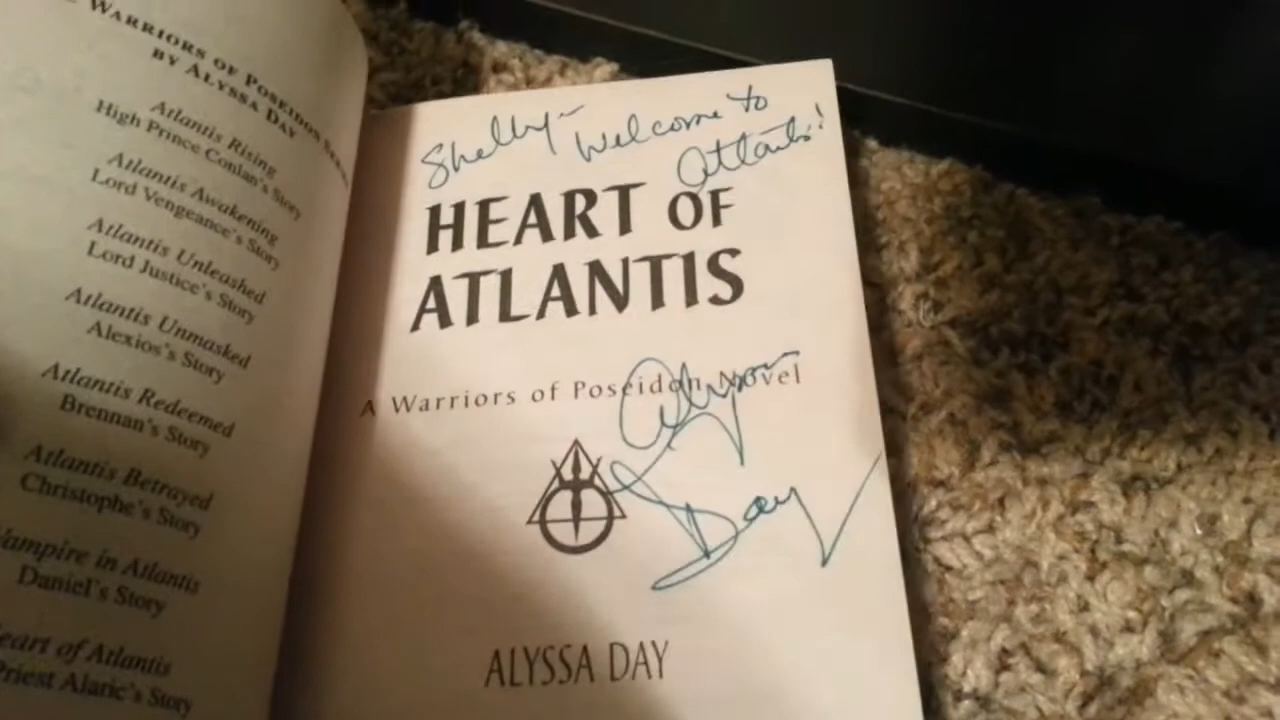 WARRIORS OF POSEIDON SERIES
BY ALYSSA DAY
Atlantis Rising
High Prince Conlan's Story
Atlantis Awakening
Lord Vengeance's Story
Atlantis Unleashed
Lord Justice's Story
Atlantis Unmasked
Alexios's Story
Atlantis Redeemed
Brennan's Story
Atlantis Betrayed
Christophe's Story
Vampire in Atlantis
Daniel's Story
Heart of Atlantis
Priest Alaric's Story
Shelly- Welcome to
Atlantis!
HEART OF
ATLANTIS
A Warriors of Poseidon Novel
Alyssa
Day
ALYSSA DAY